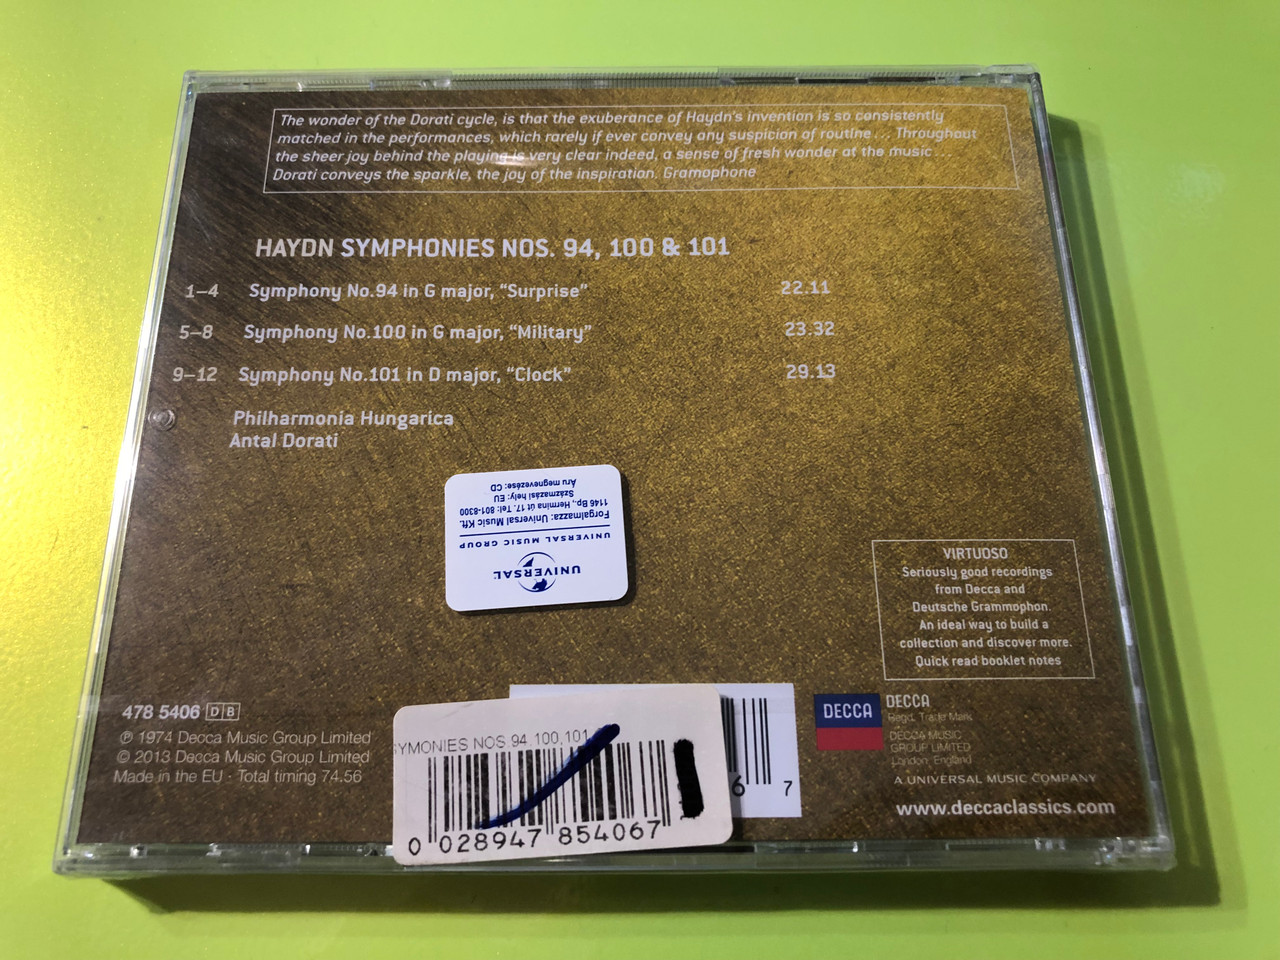 The wonder of the Dorati cycle, is that the exuberance of Haydn's invention is so consistently
matched in the performances, which rarely if ever convey any suspicion of routine... Throughout
the sheer joy behind the playing is very clear indeed, a sense of fresh wonder at the music.
Dorati conveys the sparkle, the joy of the inspiration. Gramophone
HAYDN SYMPHONIES NOS. 94, 100 & 101
1–4 Symphony No.94 in G major, “Surprise” 22.11
5–8 Symphony No.100 in G major, “Military” 23.32
9–12 Symphony No.101 in D major, “Clock” 29.13
Philharmonia Hungarica
Antal Dorati
UNIVERSAL
UNIVERSAL MUSIC GROUP
Forgalmazza: Universal Music Kft.
1146 Bp., Hermina út 17. Tel: 801-8300
Származási hely: EU
Áru megnevezése: CD
VIRTUOSO
Seriously good recordings
from Decca and
Deutsche Grammophon.
An ideal way to build a
collection and discover more.
Quick read booklet notes
478 5406 DB
℗ 1974 Decca Music Group Limited
© 2013 Decca Music Group Limited
Made in the EU · Total timing 74.56
SYMONIES NOS.94 100,101
0 028947 854067
6 7
DECCA
DECCA
Regd. Trade Mark
DECCA MUSIC
GROUP LIMITED
London, England
A UNIVERSAL MUSIC COMPANY
www.deccaclassics.com